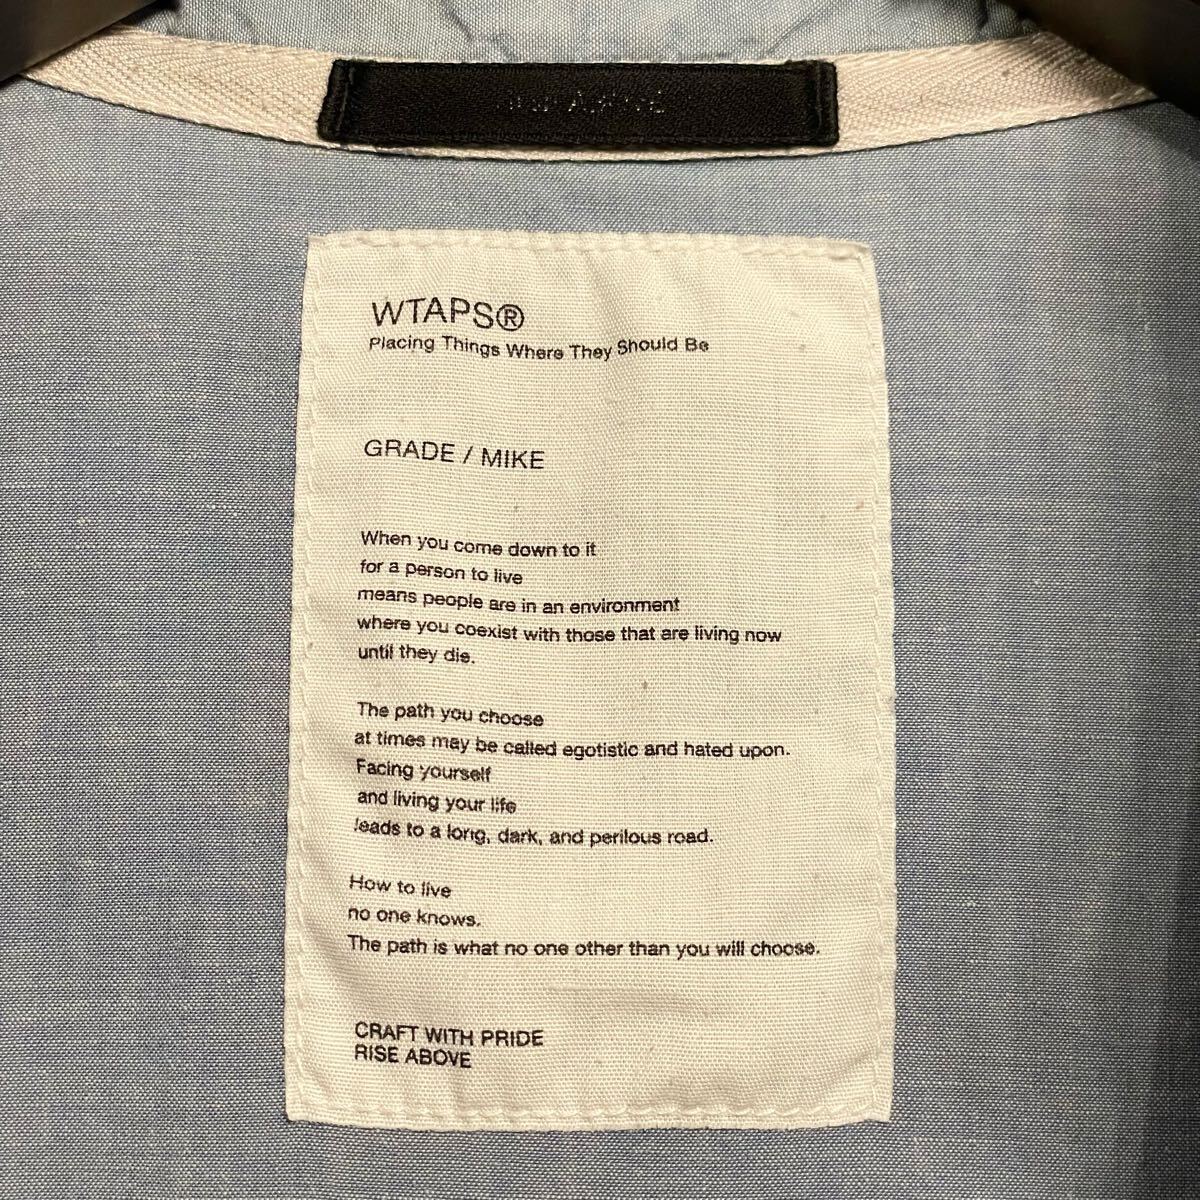 WTAPS®
Placing Things Where They Should Be
GRADE / MIKE
When you come down to it
for a person to live
means people are in an environment
where you coexist with those that are living now
until they die.
The path you choose
at times may be called egotistic and hated upon.
Facing yourself
and living your life
leads to a long, dark, and perilous road.
How to live
no one knows.
The path is what no one other than you will choose.
CRAFT WITH PRIDE
RISE ABOVE